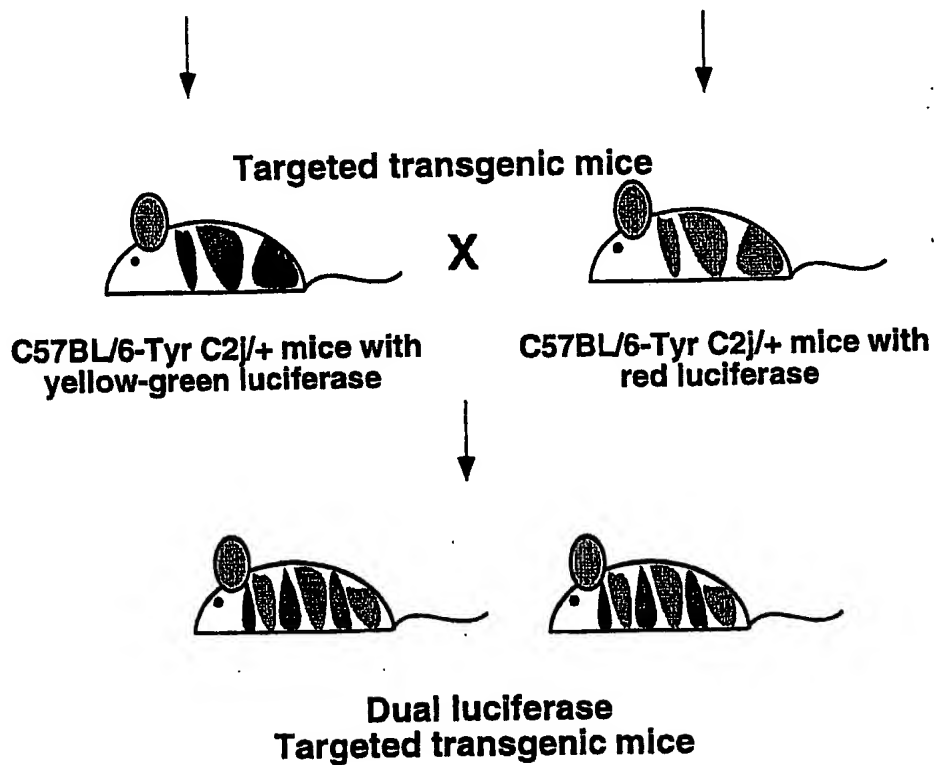 Targeted transgenic mice
X
C57BL/6-Tyr C2j/+ mice with
yellow-green luciferase
C57BL/6-Tyr C2j/+ mice with
red luciferase
Dual luciferase
Targeted transgenic mice